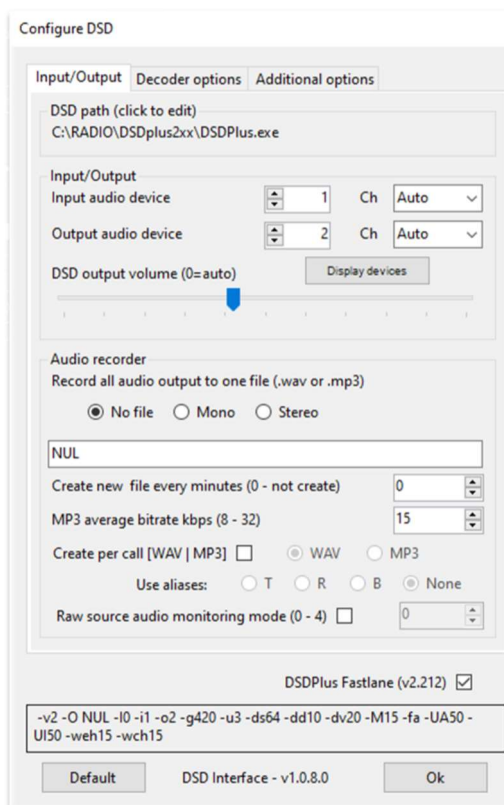 Configure DSD
Input/Output Decoder options Additional options
DSD path (click to edit)
C:\RADIO\DSDplus2xx\DSDPlus.exe
Input/Output
Input audio device 1 Ch Auto
Output audio device 2 Ch Auto
DSD output volume (0=auto) Display devices
Audio recorder
Record all audio output to one file (.wav or .mp3)
No file Mono Stereo
NUL
Create new file every minutes (0 - not create) 0
MP3 average bitrate kbps (8 - 32) 15
Create per call [WAV | MP3] WAV MP3
Use aliases: T R B None
Raw source audio monitoring mode (0 - 4) 0
DSDPlus Fastlane (v2.212)
-v2 -O NUL -I0 -i1 -o2 -g420 -u3 -ds64 -dd10 -dv20 -M15 -fa -UA50 -
UI50 -weh15 -wch15
Default DSD Interface - v1.0.8.0 Ok